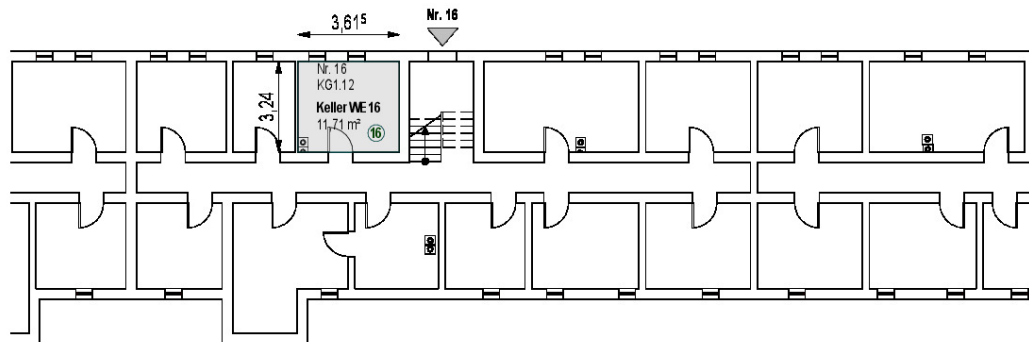 Nr. 16
3,61⁵
3,24
Nr. 16
KG1.12
Keller WE 16
11,71 m²
16